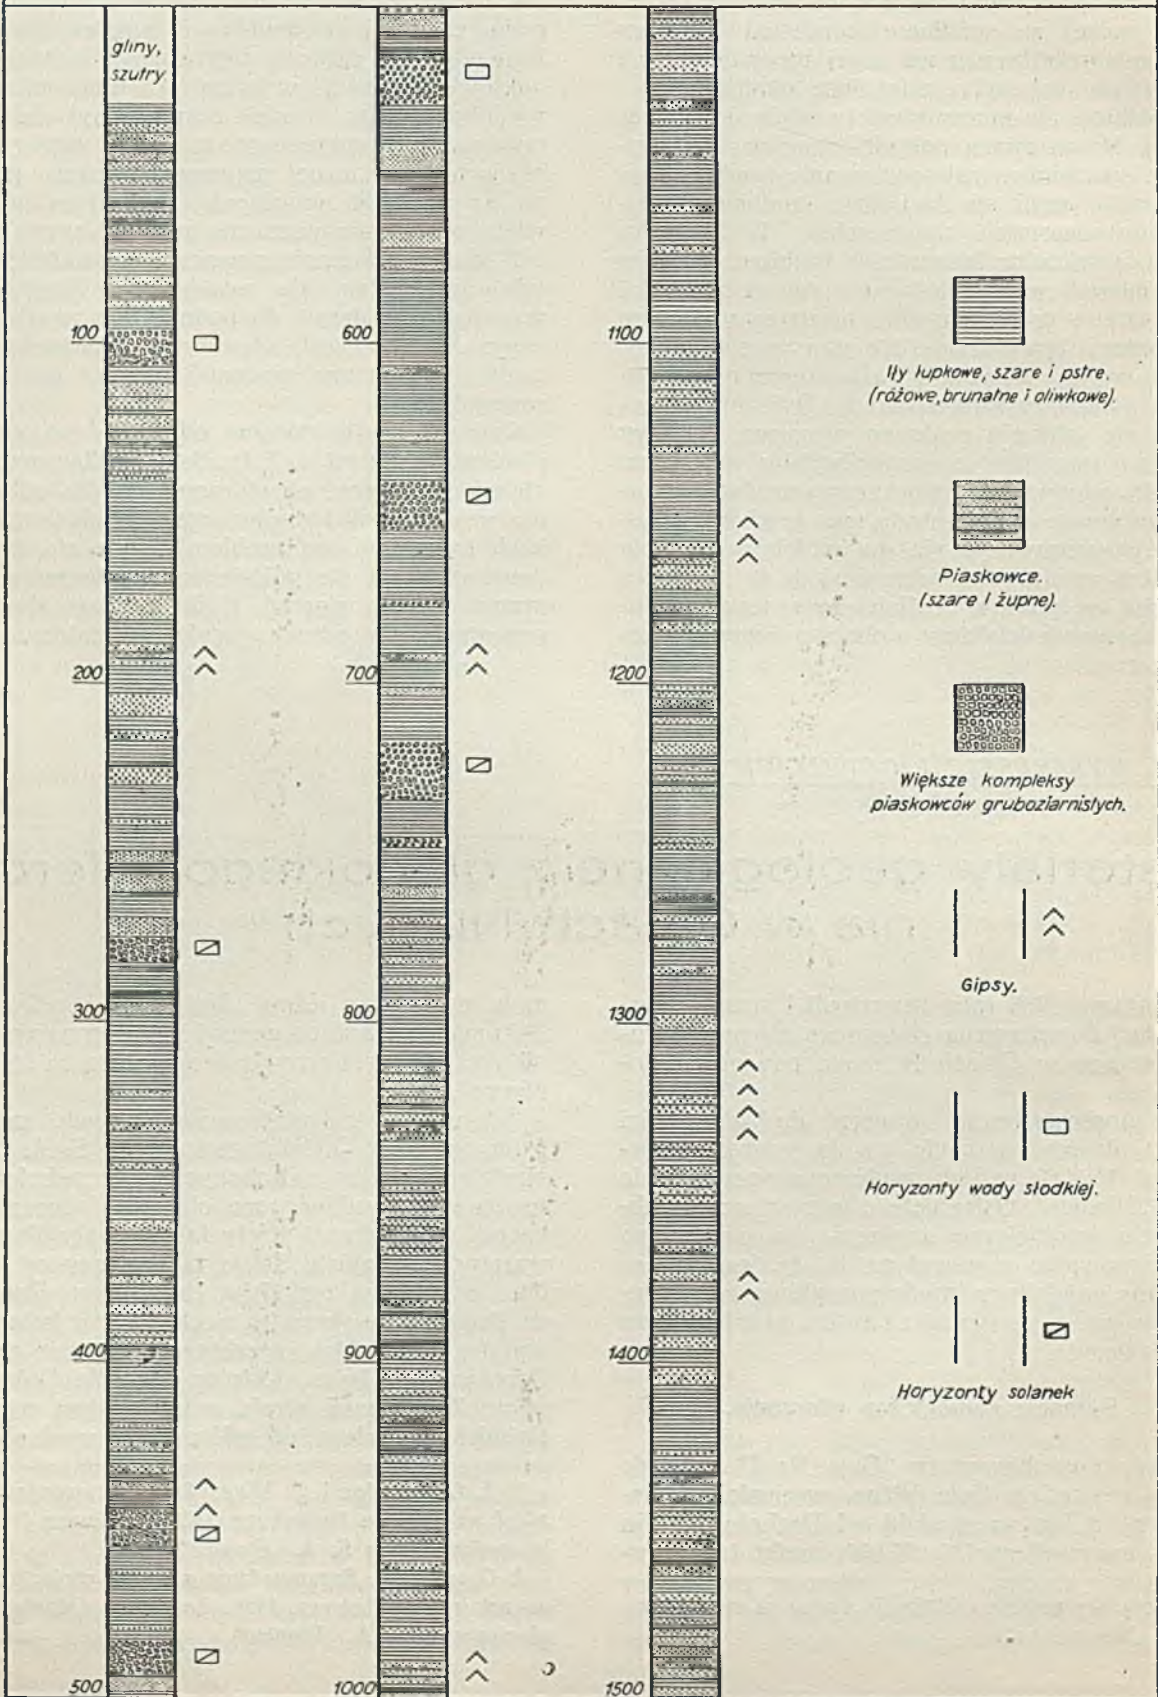 gliny,
szutry
100
200
300
400
500
600
700
800
900
1000
1100
1200
1300
1400
1500
Iły łupkowe, szare i pstre.
(różowe, brunatne i oliwkowe).
Piaskowce.
(szare i żupne).
Większe kompleksy
piaskowców gruboziarnistych.
Gipsy.
Horyzonty wody słodkiej.
Horyzonty solanek